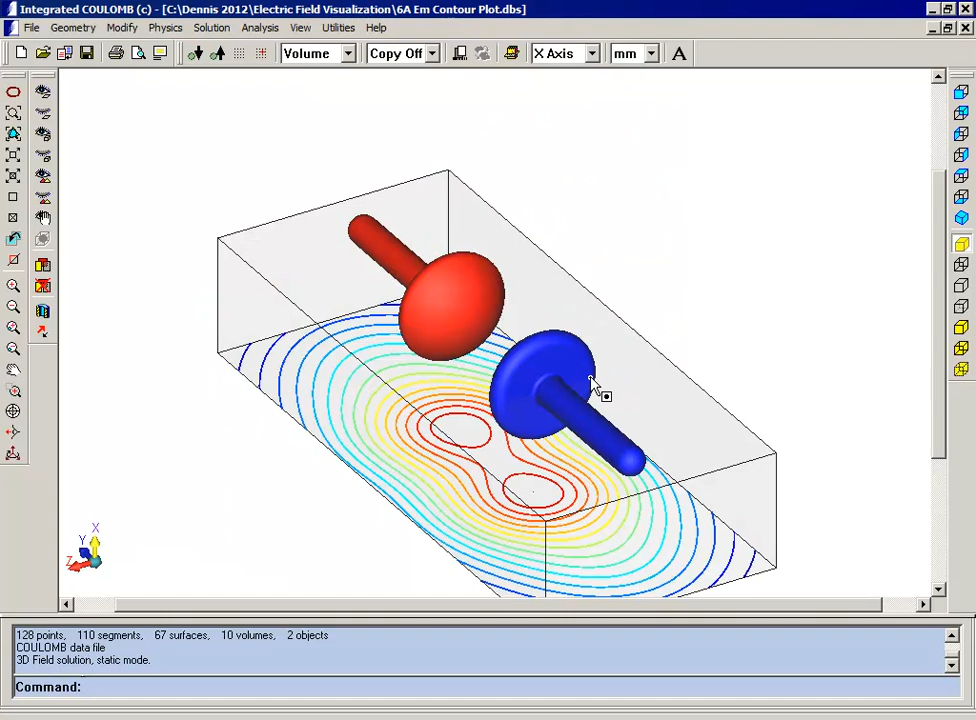 Integrated COULOMB (c) - [C:\Dennis 2012\Electric Field Visualization\6A Em Contour Plot.dbs]
File Geometry Modify Physics Solution Analysis View Utilities Help
Volume Copy Off X Axis mm A
X
Y
Z
128 points, 110 segments, 67 surfaces, 10 volumes, 2 objects
COULOMB data file
3D Field solution, static mode.
Command: